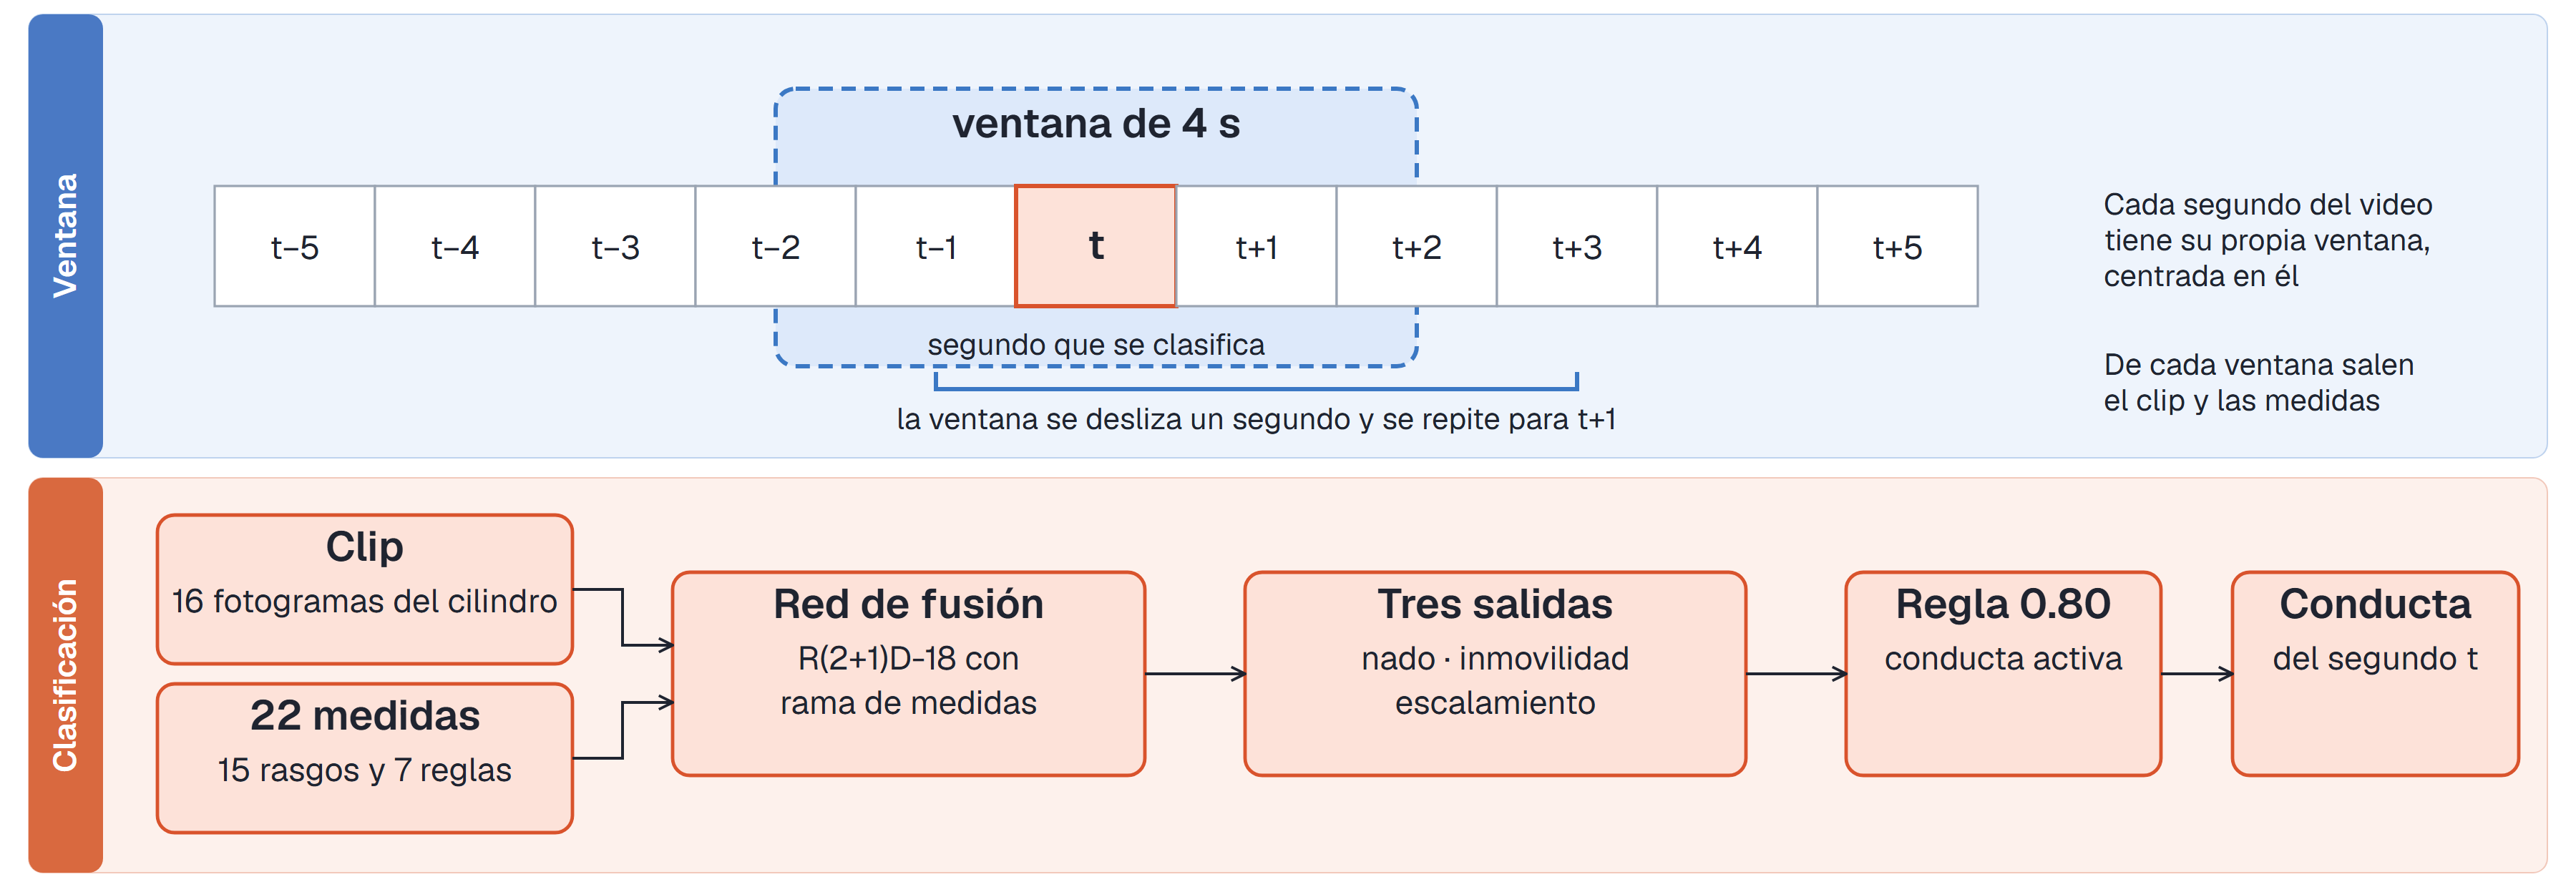 Ventana
ventana de 4 s
t−5
t−4
t−3
t−2
t−1
t
t+1
t+2
t+3
t+4
t+5
segundo que se clasifica
la ventana se desliza un segundo y se repite para t+1
Cada segundo del video
tiene su propia ventana,
centrada en él
De cada ventana salen
el clip y las medidas
Clasificación
Clip
16 fotogramas del cilindro
22 medidas
15 rasgos y 7 reglas
Red de fusión
R(2+1)D-18 con
rama de medidas
Tres salidas
nado · inmovilidad
escalamiento
Regla 0.80
conducta activa
Conducta
del segundo t